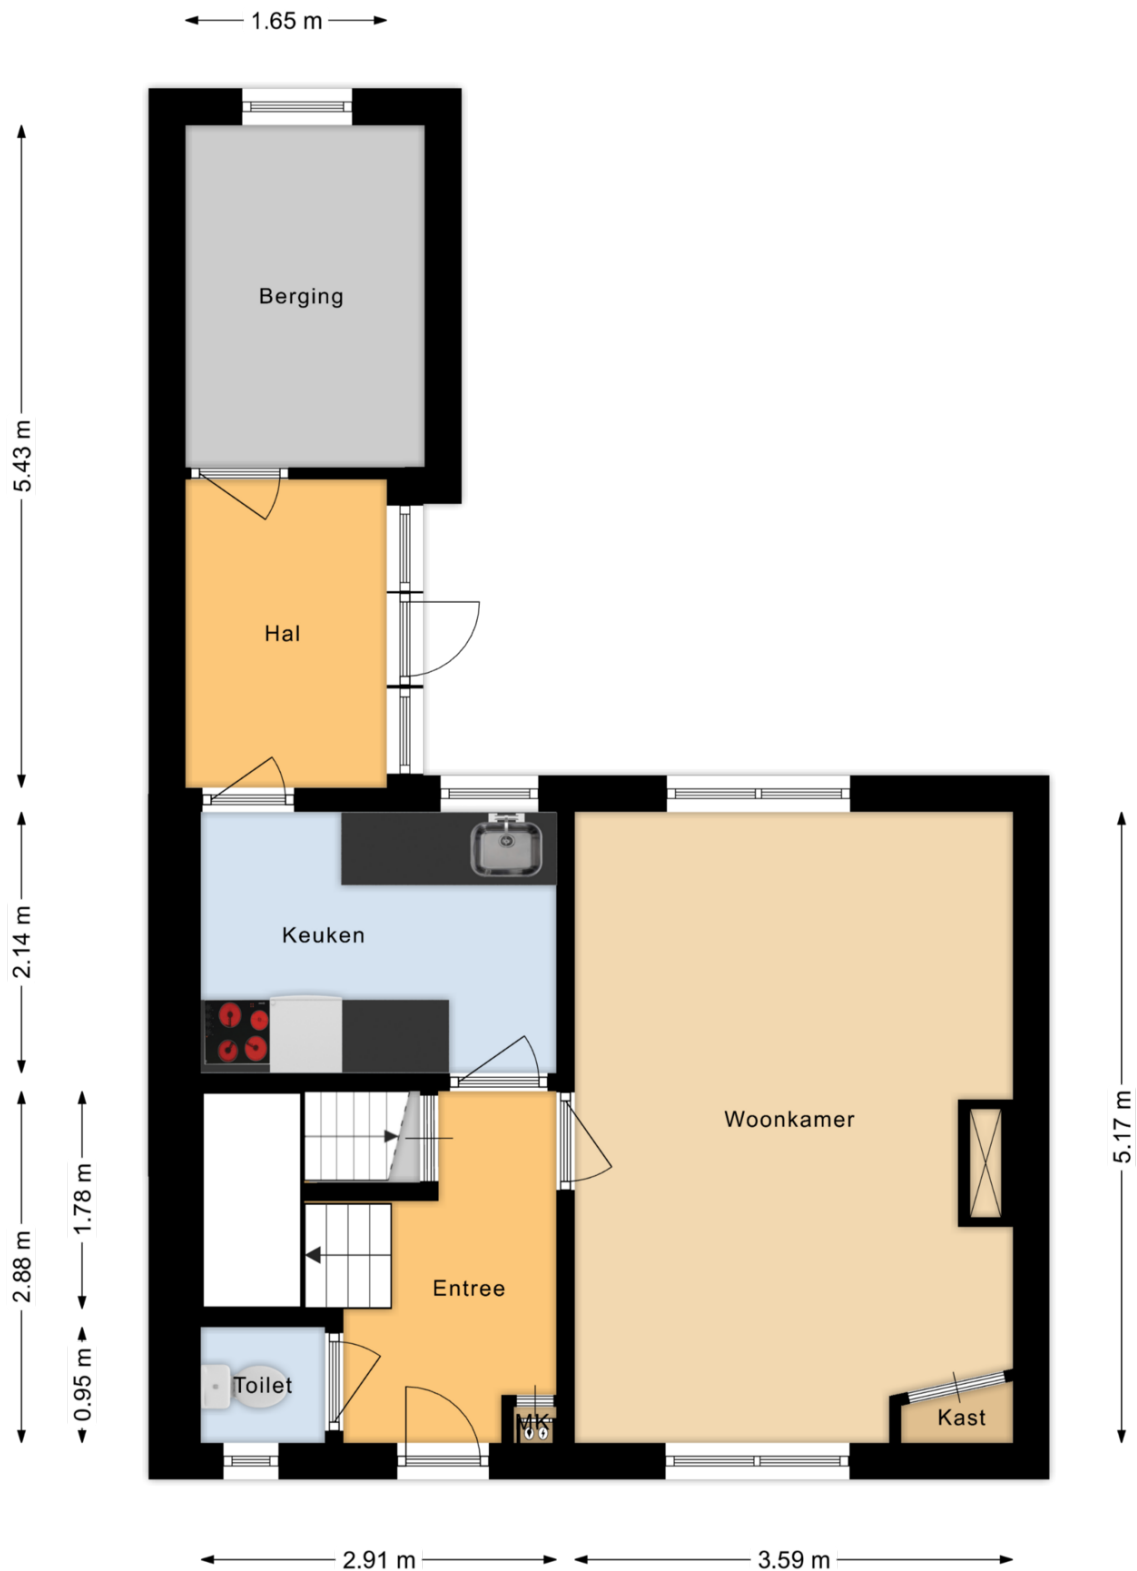 1.65 m
Berging
5.43 m
Hal
Keuken
2.14 m
Woonkamer
5.17 m
1.78 m
2.88 m
Entree
Toilet
0.95 m
MK
Kast
2.91 m
3.59 m